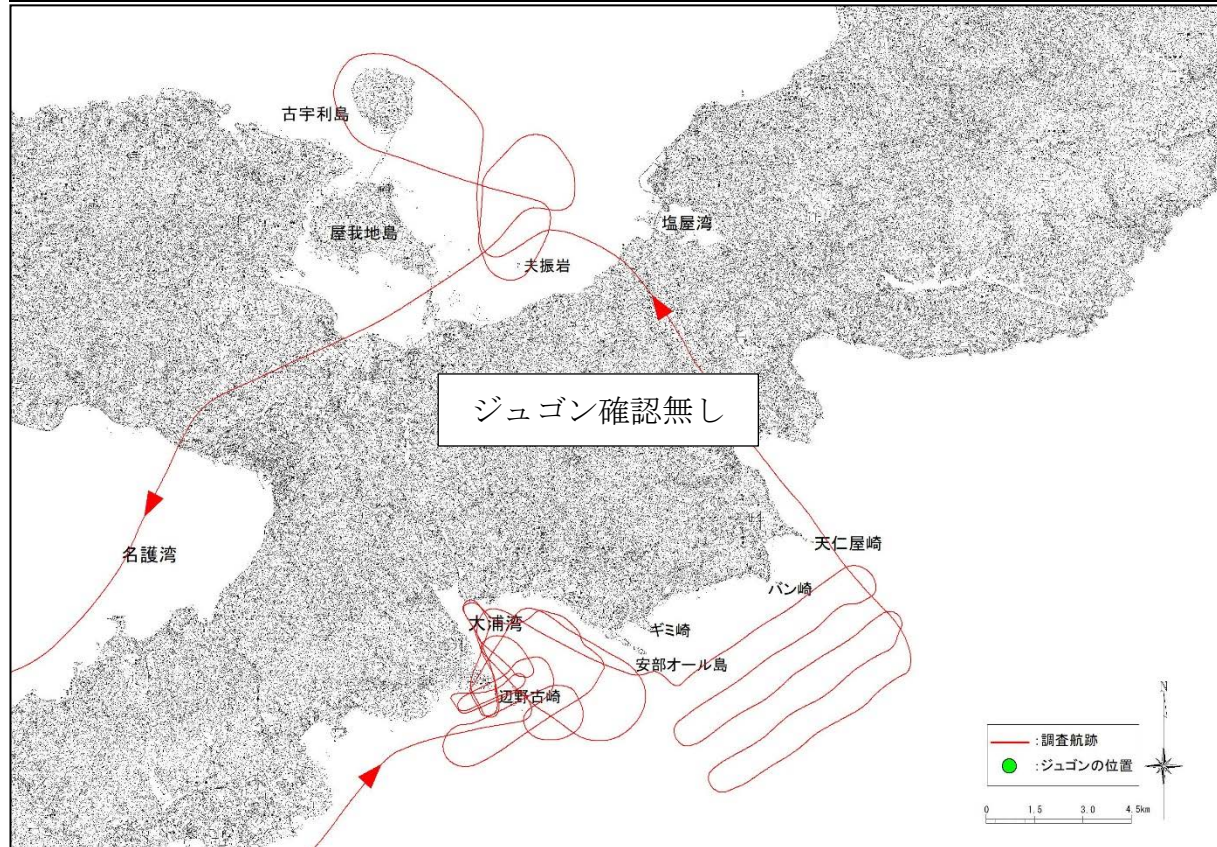 古宇利島
屋我地島
塩屋湾
夫振岩
ジュゴン確認無し
名護湾
天仁屋崎
バン崎
大浦湾
ギミ崎
安部オール島
辺野古崎
N
:調査航跡
:ジュゴンの位置
0 1.5 3.0 4.5km